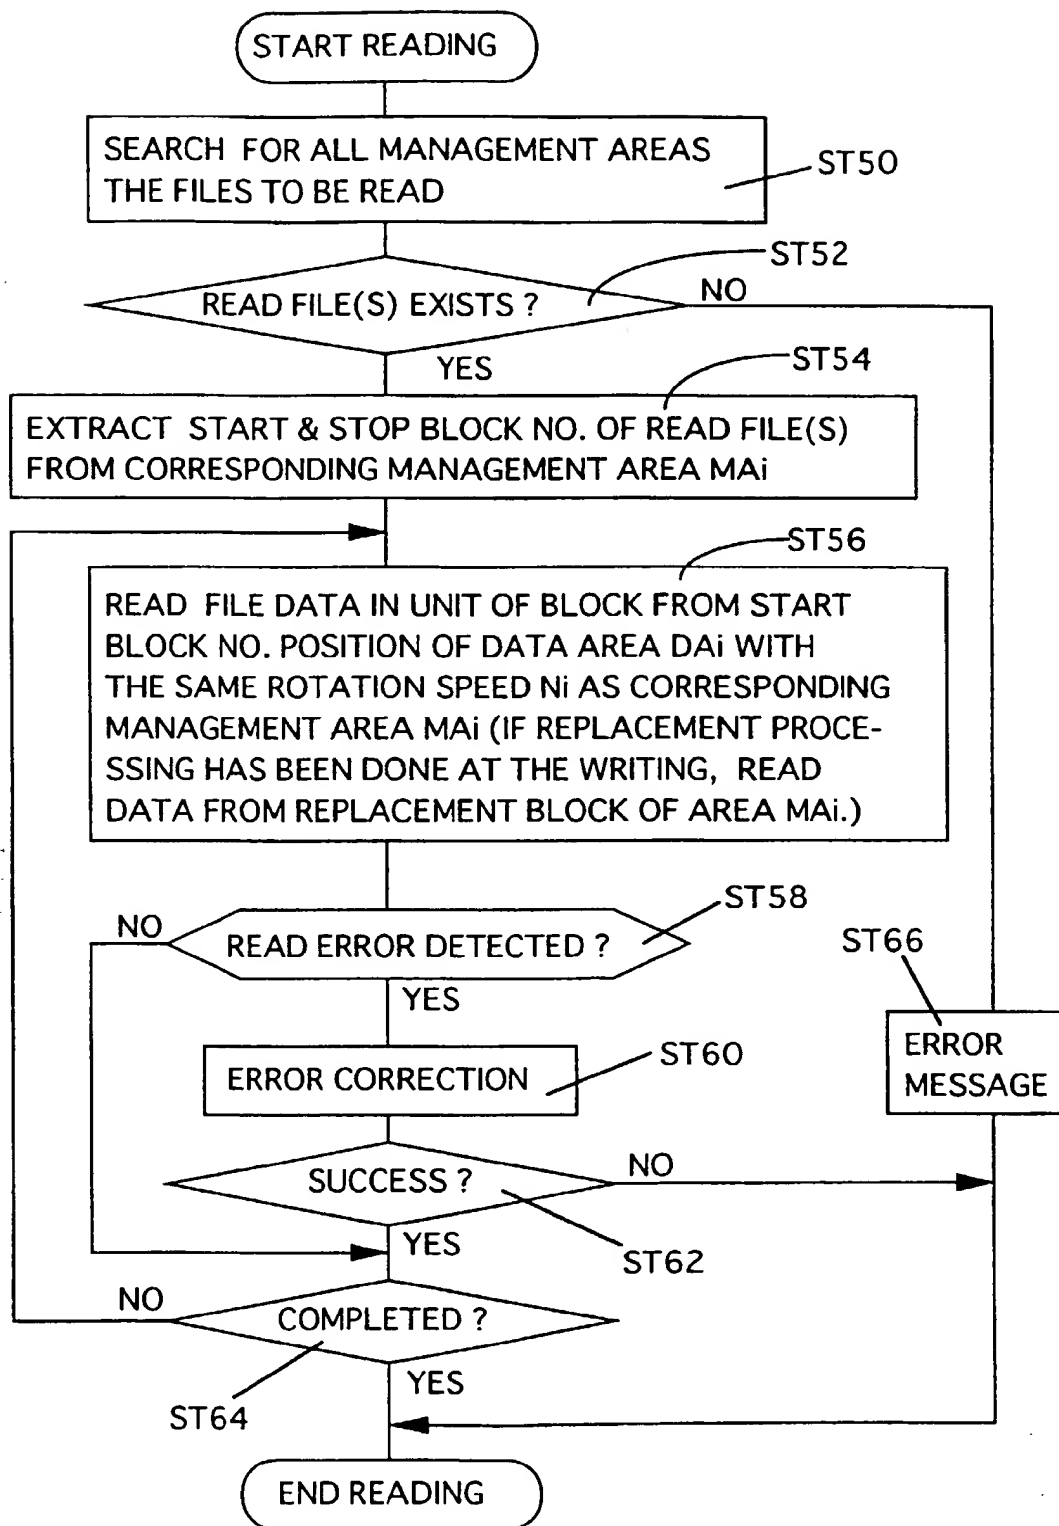 START READING
SEARCH FOR ALL MANAGEMENT AREAS
THE FILES TO BE READ
ST50
ST52
READ FILE(S) EXISTS ?
NO
YES
ST54
EXTRACT START & STOP BLOCK NO. OF READ FILE(S)
FROM CORRESPONDING MANAGEMENT AREA MAi
ST56
READ FILE DATA IN UNIT OF BLOCK FROM START
BLOCK NO. POSITION OF DATA AREA DAi WITH
THE SAME ROTATION SPEED Ni AS CORRESPONDING
MANAGEMENT AREA MAi (IF REPLACEMENT PROCE-
SSING HAS BEEN DONE AT THE WRITING, READ
DATA FROM REPLACEMENT BLOCK OF AREA MAi.)
ST58
NO
READ ERROR DETECTED ?
YES
ST66
ERROR
MESSAGE
ST60
ERROR CORRECTION
SUCCESS ?
NO
YES
ST62
NO
COMPLETED ?
YES
ST64
END READING